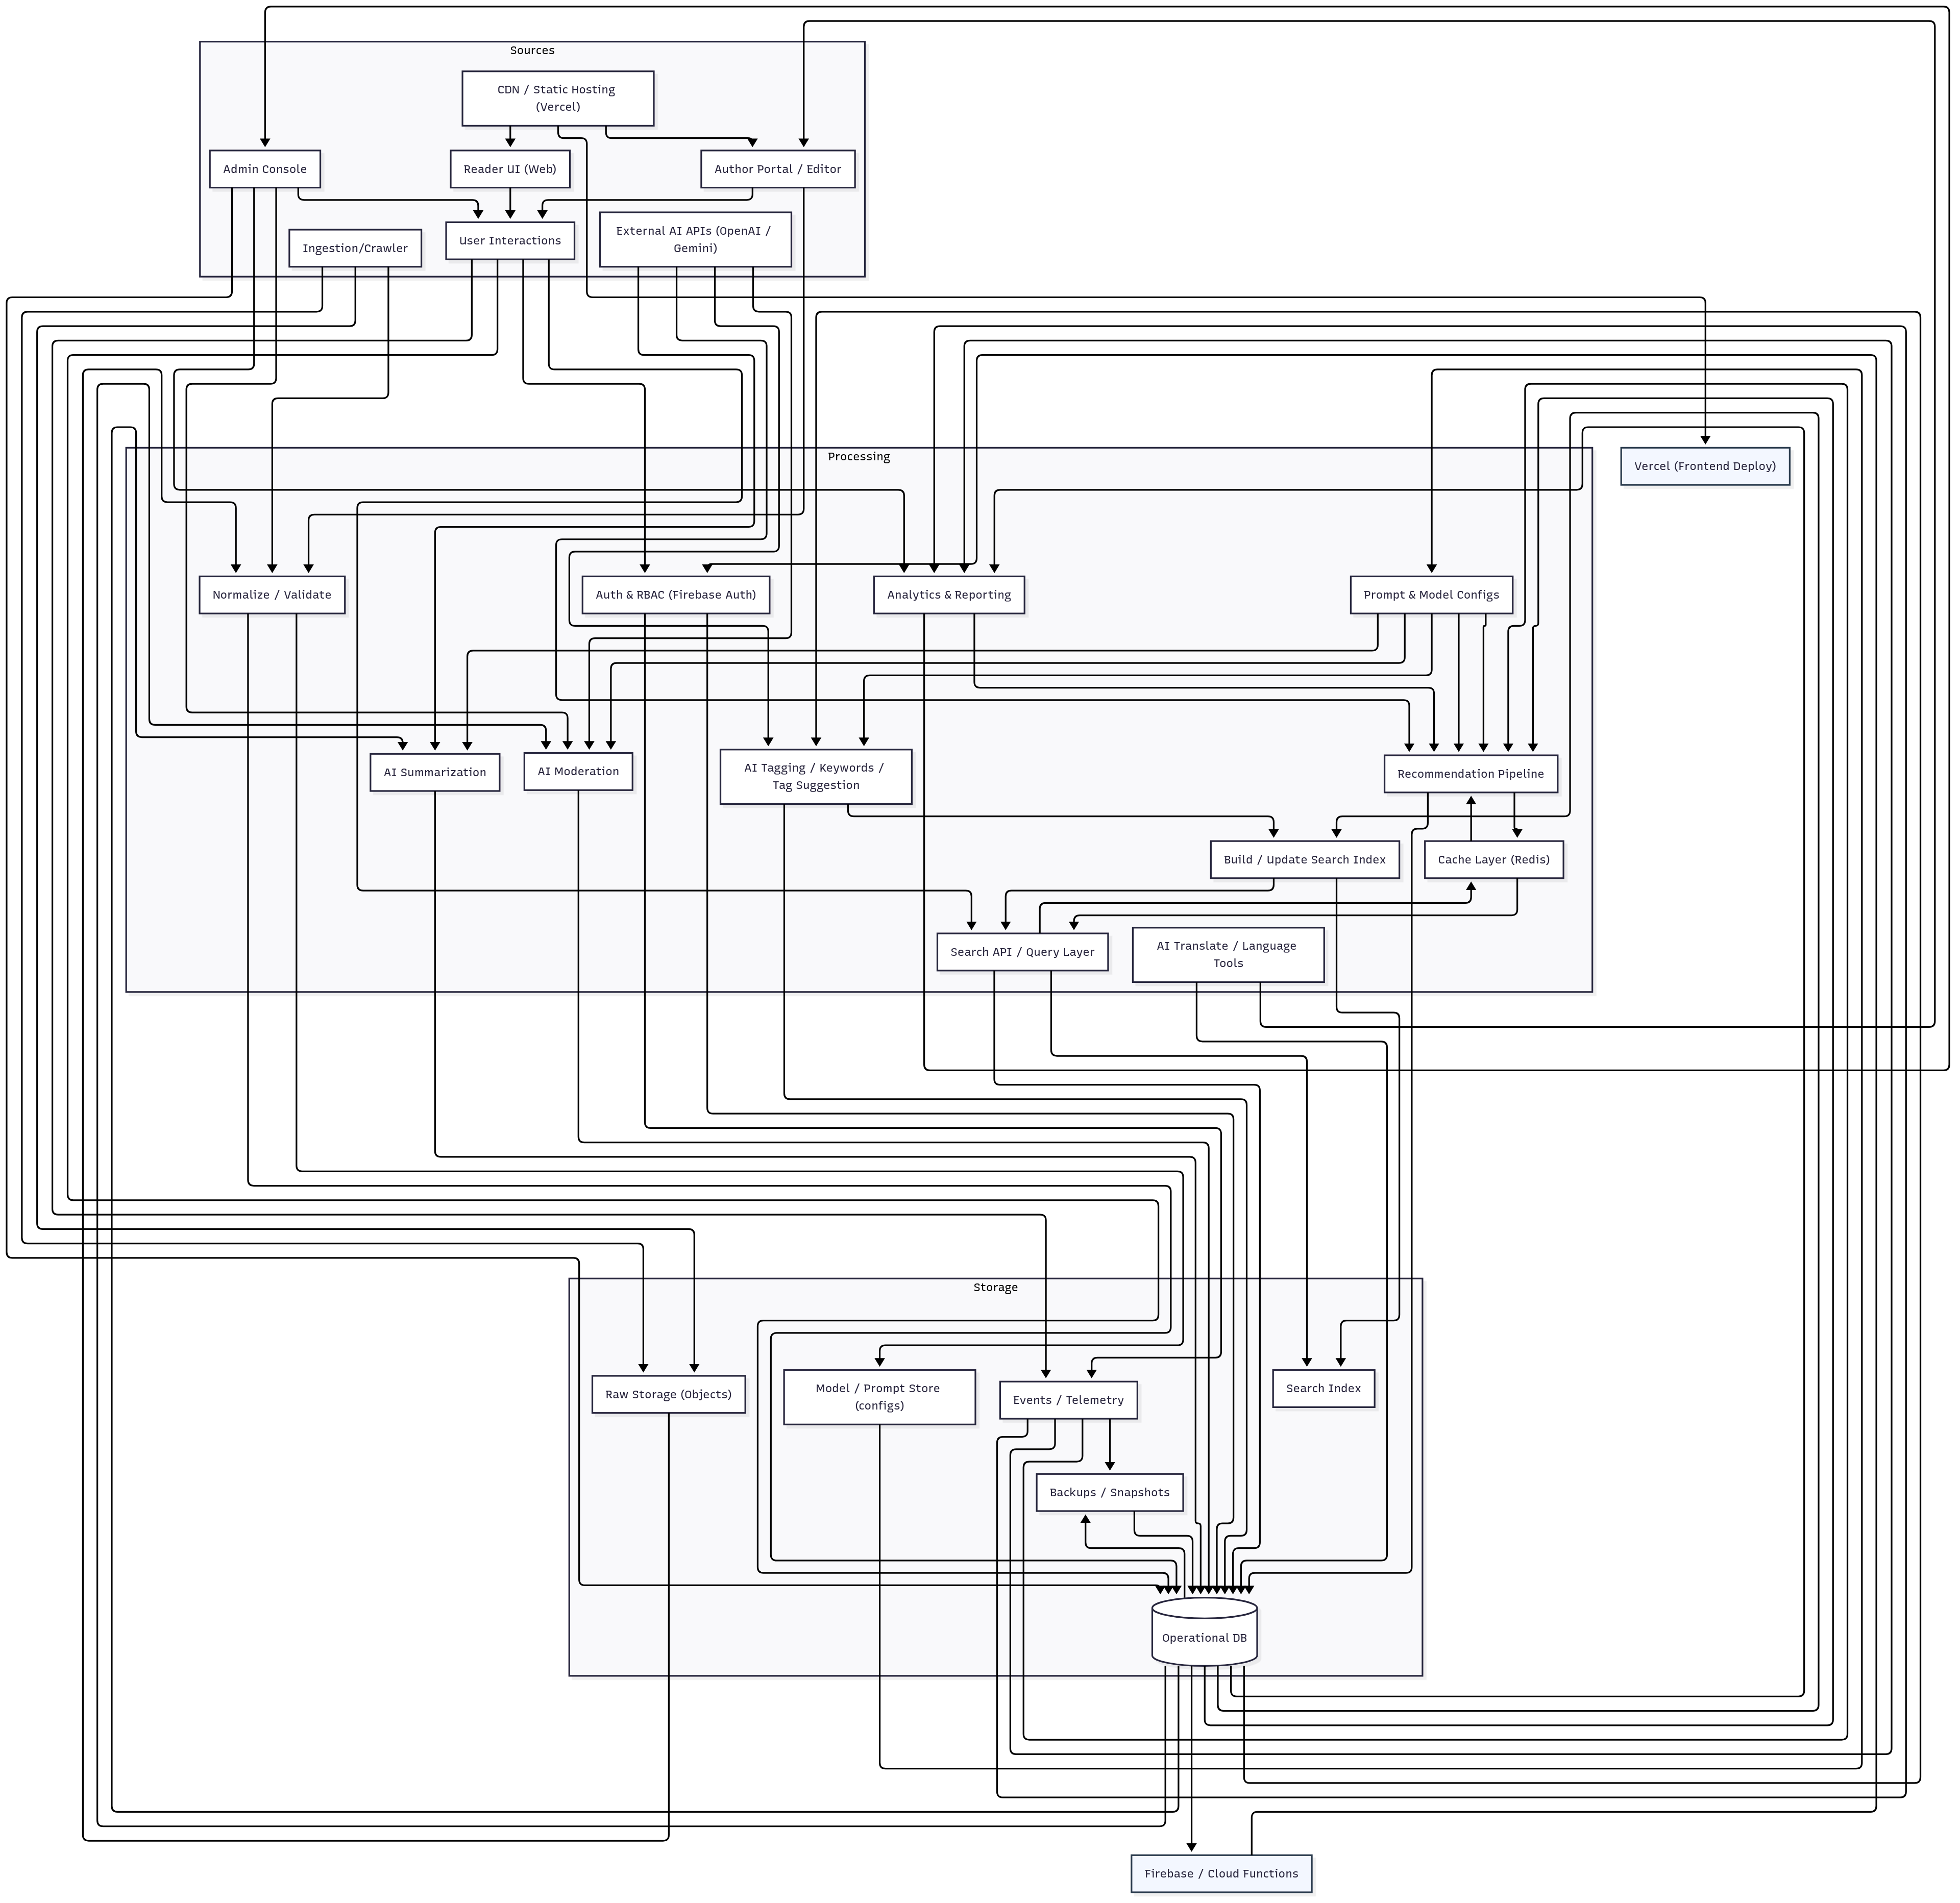 Sources
CDN / Static Hosting
(Vercel)
Admin Console
Reader UI (Web)
Author Portal / Editor
Ingestion/Crawler
User Interactions
External AI APIs (OpenAI /
Gemini)
Processing
Vercel (Frontend Deploy)
Normalize / Validate
Auth & RBAC (Firebase Auth)
Analytics & Reporting
Prompt & Model Configs
AI Summarization
AI Moderation
AI Tagging / Keywords /
Tag Suggestion
Recommendation Pipeline
Build / Update Search Index
Cache Layer (Redis)
Search API / Query Layer
AI Translate / Language
Tools
Storage
Raw Storage (Objects)
Model / Prompt Store
(configs)
Events / Telemetry
Search Index
Backups / Snapshots
Operational DB
Firebase / Cloud Functions